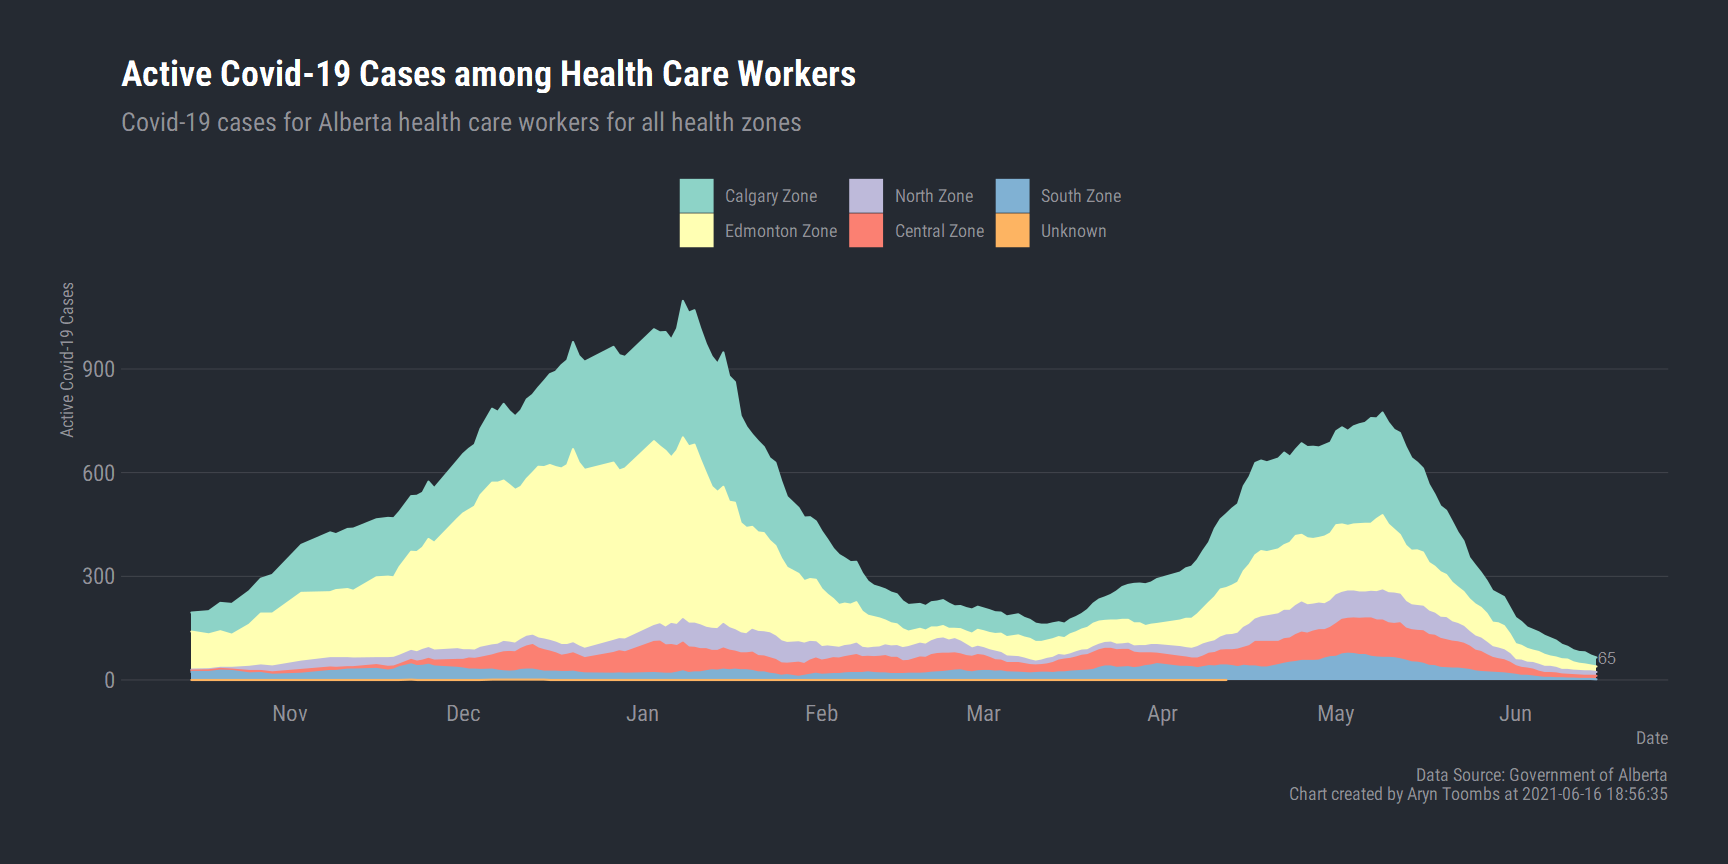 Active Covid-19 Cases among Health Care Workers
Covid-19 cases for Alberta health care workers for all health zones
Calgary Zone North Zone South Zone
Edmonton Zone Central Zone Unknown
Active Covid-19 Cases
900
600
300
0
65
Nov Dec Jan Feb Mar Apr May Jun
Date
Data Source: Government of Alberta
Chart created by Aryn Toombs at 2021-06-16 18:56:35